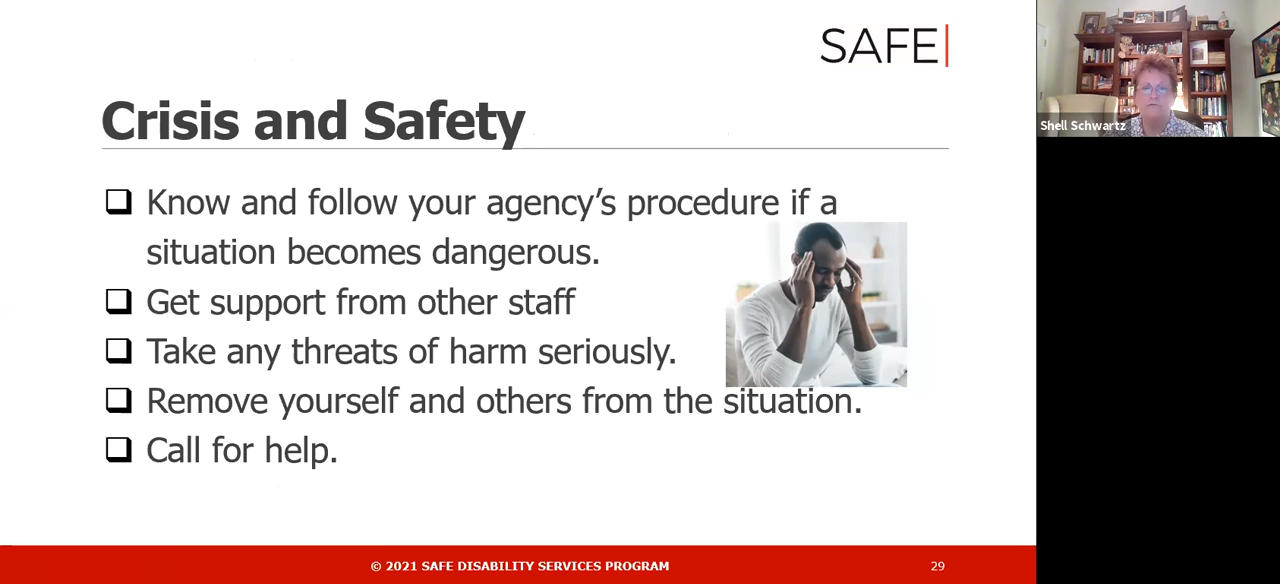 SAFE
Shell Schwartz
Crisis and Safety
Know and follow your agency’s procedure if a
situation becomes dangerous.
Get support from other staff
Take any threats of harm seriously.
Remove yourself and others from the situation.
Call for help.
© 2021 SAFE DISABILITY SERVICES PROGRAM
29